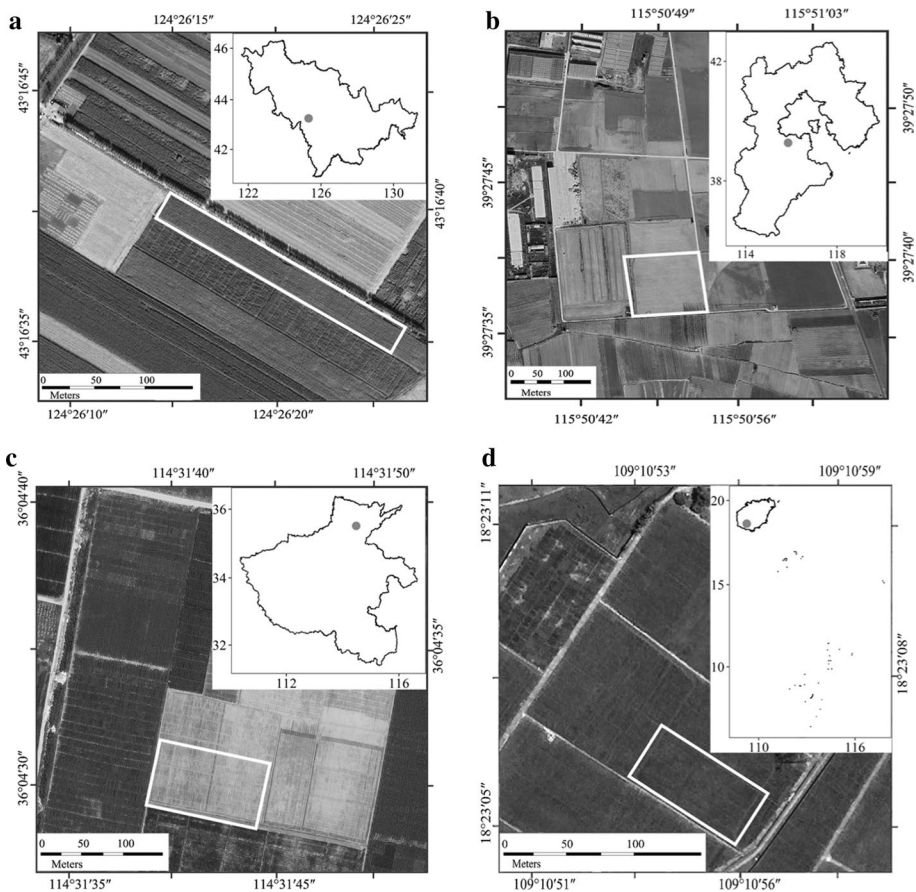 a
124°26′15″ 124°26′25″
46
44
42
122 126 130
43°16′45″
43°16′40″
43°16′35″
0 50 100
Meters
124°26′10″ 124°26′20″
b
115°50′49″ 115°51′03″
42
38
114 118
39°27′50″
39°27′45″
39°27′40″
39°27′35″
0 50 100
Meters
115°50′42″ 115°50′56″
c
114°31′40″ 114°31′50″
36
34
32
112 116
36°04′40″
36°04′35″
36°04′30″
0 50 100
Meters
114°31′35″ 114°31′45″
d
109°10′53″ 109°10′59″
20
15
10
110 116
18°23′11″
18°23′08″
18°23′05″
0 50 100
Meters
109°10′51″ 109°10′56″